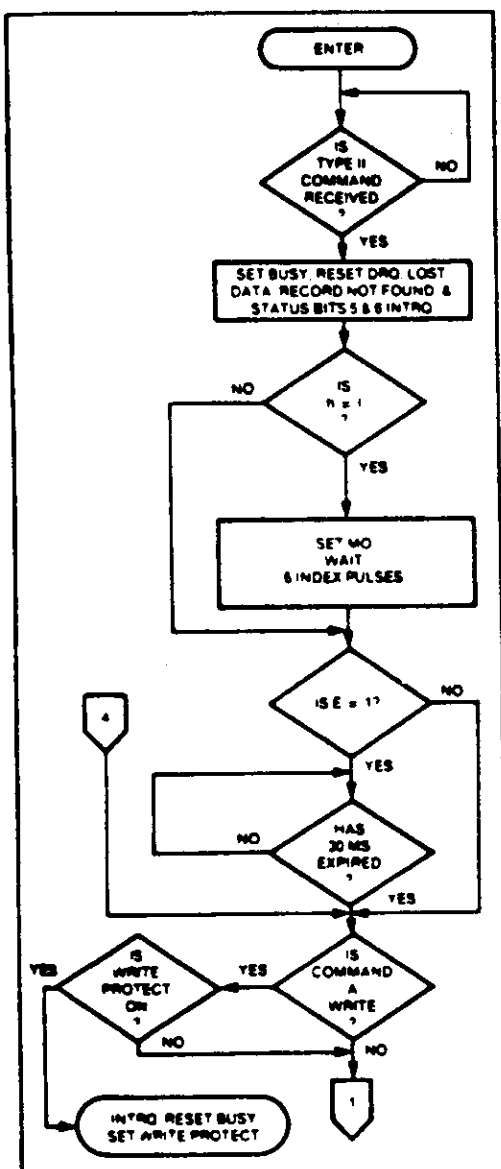 ENTER
IS
TYPE II
COMMAND
RECEIVED
?
NO
YES
SET BUSY, RESET DRQ, LOST
DATA, RECORD NOT FOUND &
STATUS BITS 5 & 6 INTRQ
NO
IS
h = 1
?
YES
SET MO
WAIT
6 INDEX PULSES
IS E = 1?
NO
4
YES
NO
HAS
30 MS
EXPIRED
?
YES
YES
IS
WRITE
PROTECT
ON
?
YES
IS
COMMAND
A
WRITE
?
NO
NO
1
INTRQ, RESET BUSY
SET WRITE PROTECT